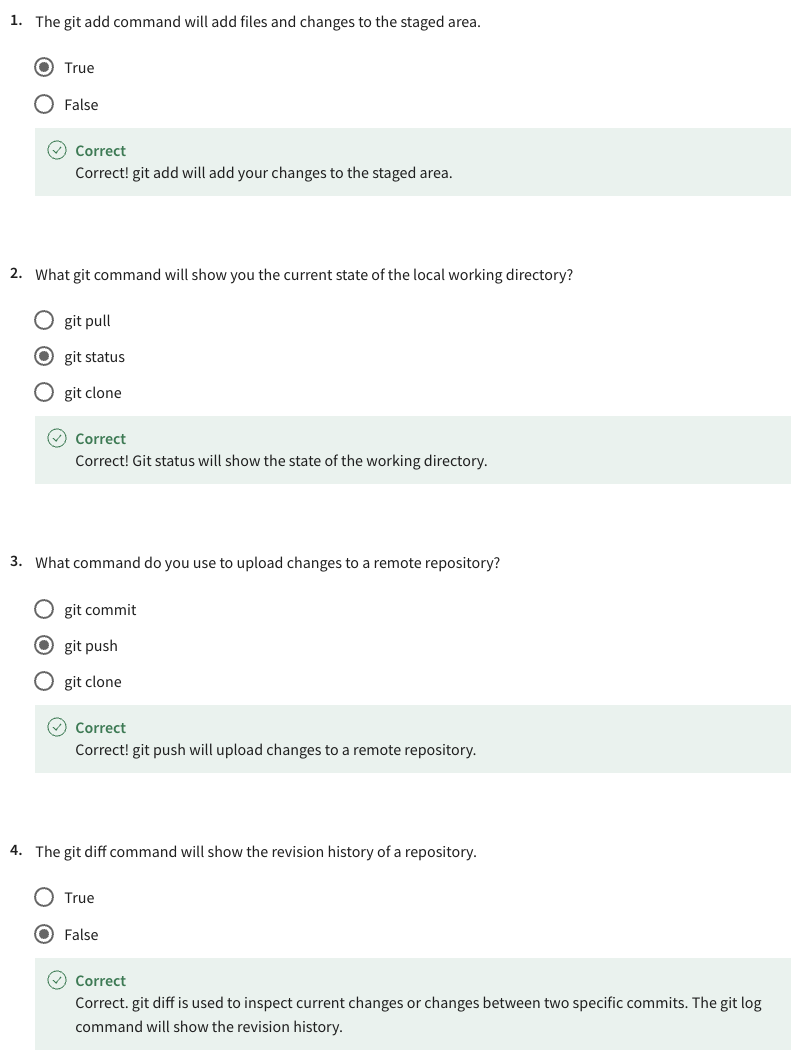 1. The git add command will add files and changes to the staged area.
True
False
Correct
Correct! git add will add your changes to the staged area.
2. What git command will show you the current state of the local working directory?
git pull
git status
git clone
Correct
Correct! Git status will show the state of the working directory.
3. What command do you use to upload changes to a remote repository?
git commit
git push
git clone
Correct
Correct! git push will upload changes to a remote repository.
4. The git diff command will show the revision history of a repository.
True
False
Correct
Correct. git diff is used to inspect current changes or changes between two specific commits. The git log
command will show the revision history.